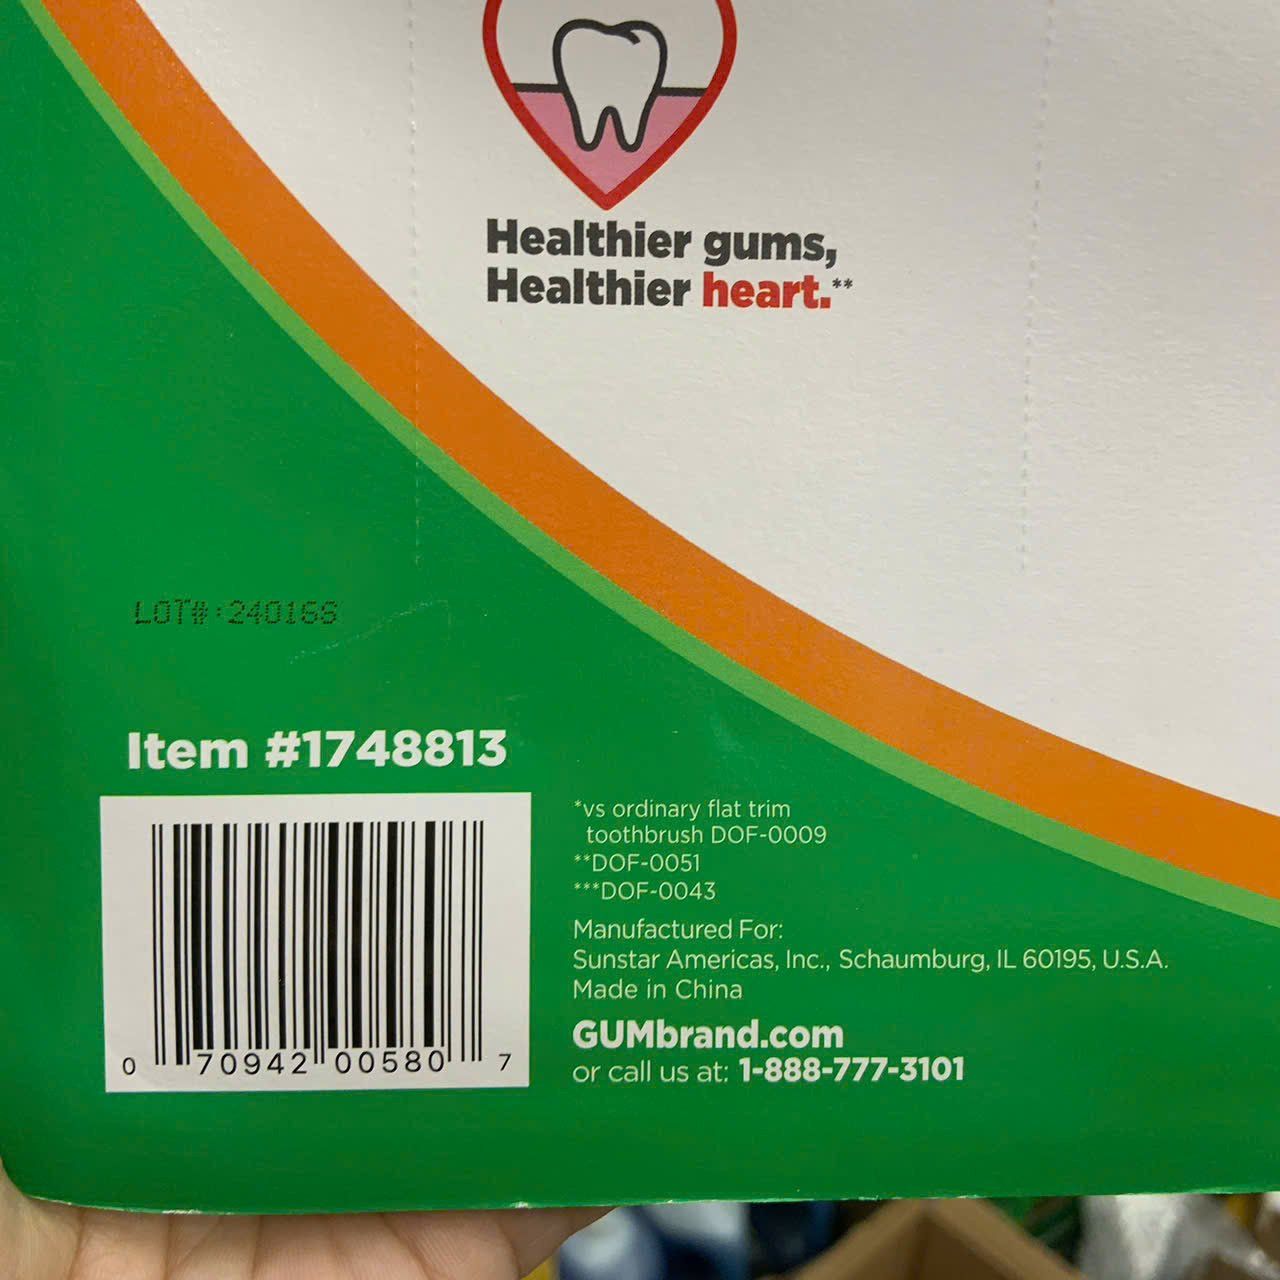 Healthier gums,
Healthier heart.**
LOT#:240166
Item #1748813
0 70942 00580 7
*vs ordinary flat trim
toothbrush DOF-0009
**DOF-0051
***DOF-0043
Manufactured For:
Sunstar Americas, Inc., Schaumburg, IL 60195, U.S.A.
Made in China
GUMbrand.com
or call us at: 1-888-777-3101